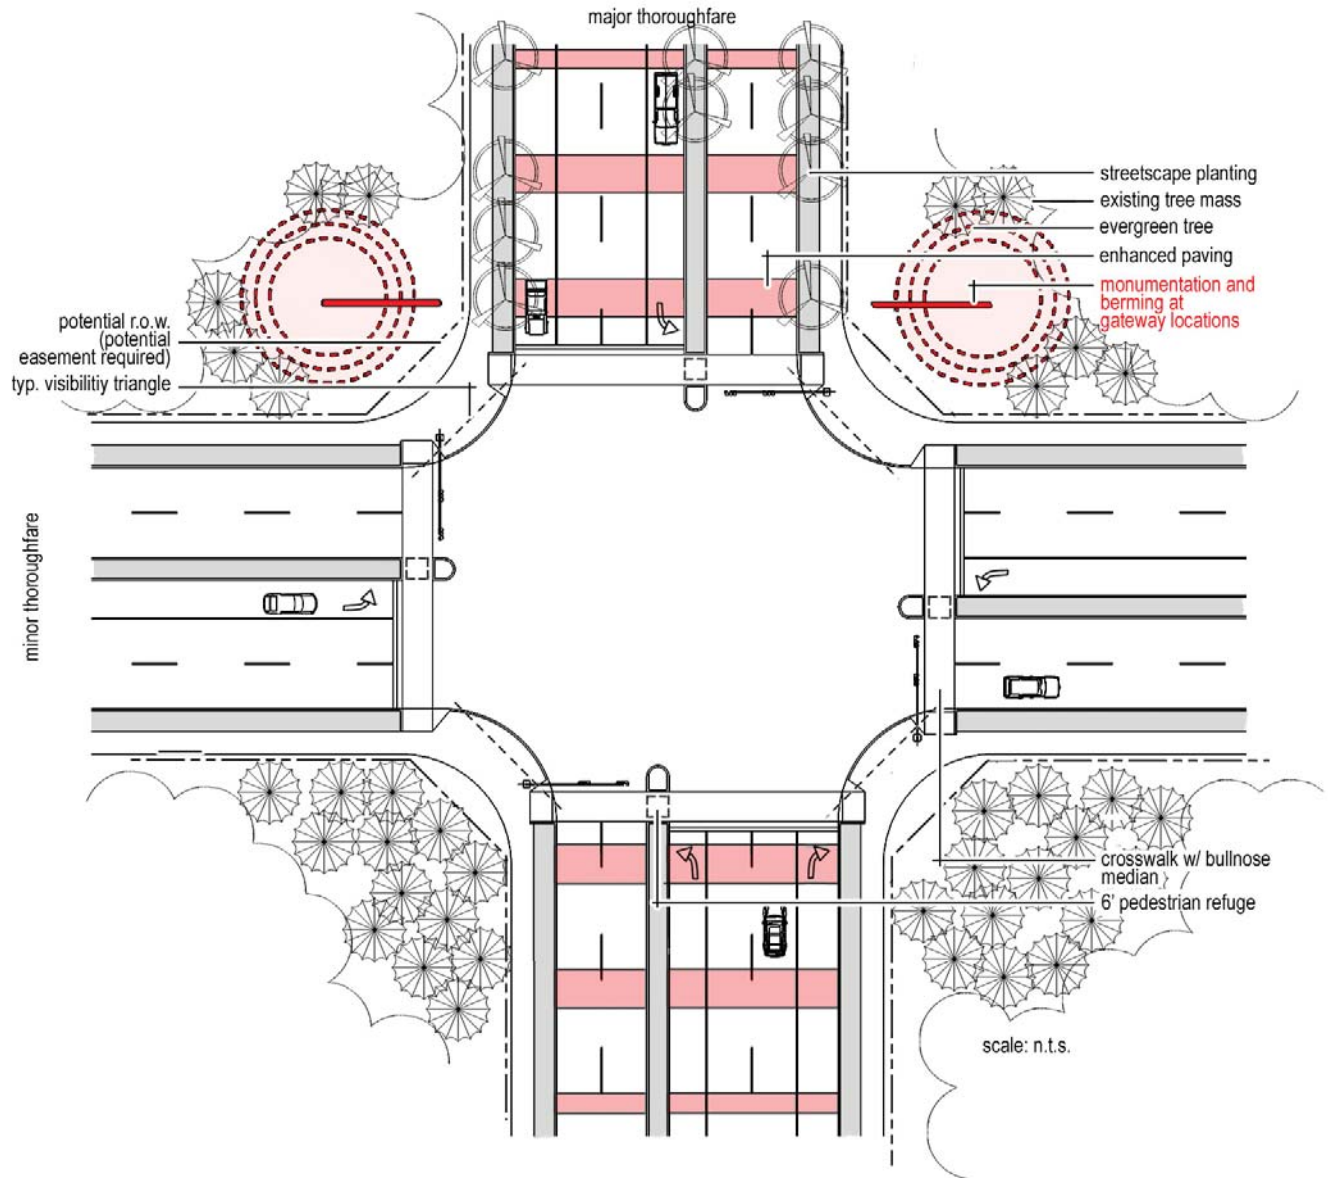 major thoroughfare
streetscape planting
existing tree mass
evergreen tree
enhanced paving
monumentation and
berming at
gateway locations
potential r.o.w.
(potential
easement required)
typ. visibilitiy triangle
minor thoroughfare
crosswalk w/ bullnose
median
6' pedestrian refuge
scale: n.t.s.